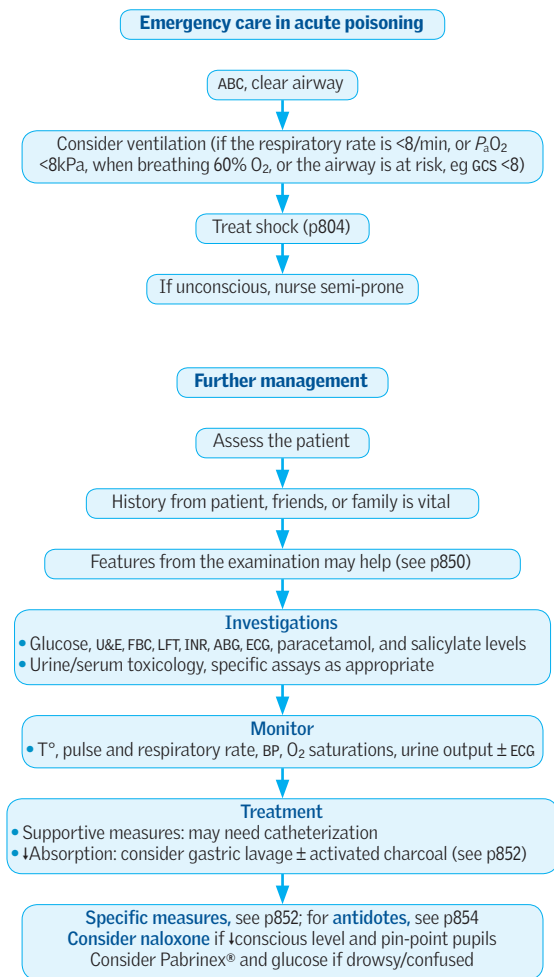 Emergency care in acute poisoning
ABC, clear airway
Consider ventilation (if the respiratory rate is <8/min, or PaO2
<8kPa, when breathing 60% O2, or the airway is at risk, eg GCS <8)
Treat shock (p804)
If unconscious, nurse semi-prone
Further management
Assess the patient
History from patient, friends, or family is vital
Features from the examination may help (see p850)
Investigations
• Glucose, U&E, FBC, LFT, INR, ABG, ECG, paracetamol, and salicylate levels
• Urine/serum toxicology, specific assays as appropriate
Monitor
• T°, pulse and respiratory rate, BP, O2 saturations, urine output ± ECG
Treatment
• Supportive measures: may need catheterization
• ↓Absorption: consider gastric lavage ± activated charcoal (see p852)
Specific measures, see p852; for antidotes, see p854
Consider naloxone if ↓conscious level and pin-point pupils
Consider Pabrinex® and glucose if drowsy/confused